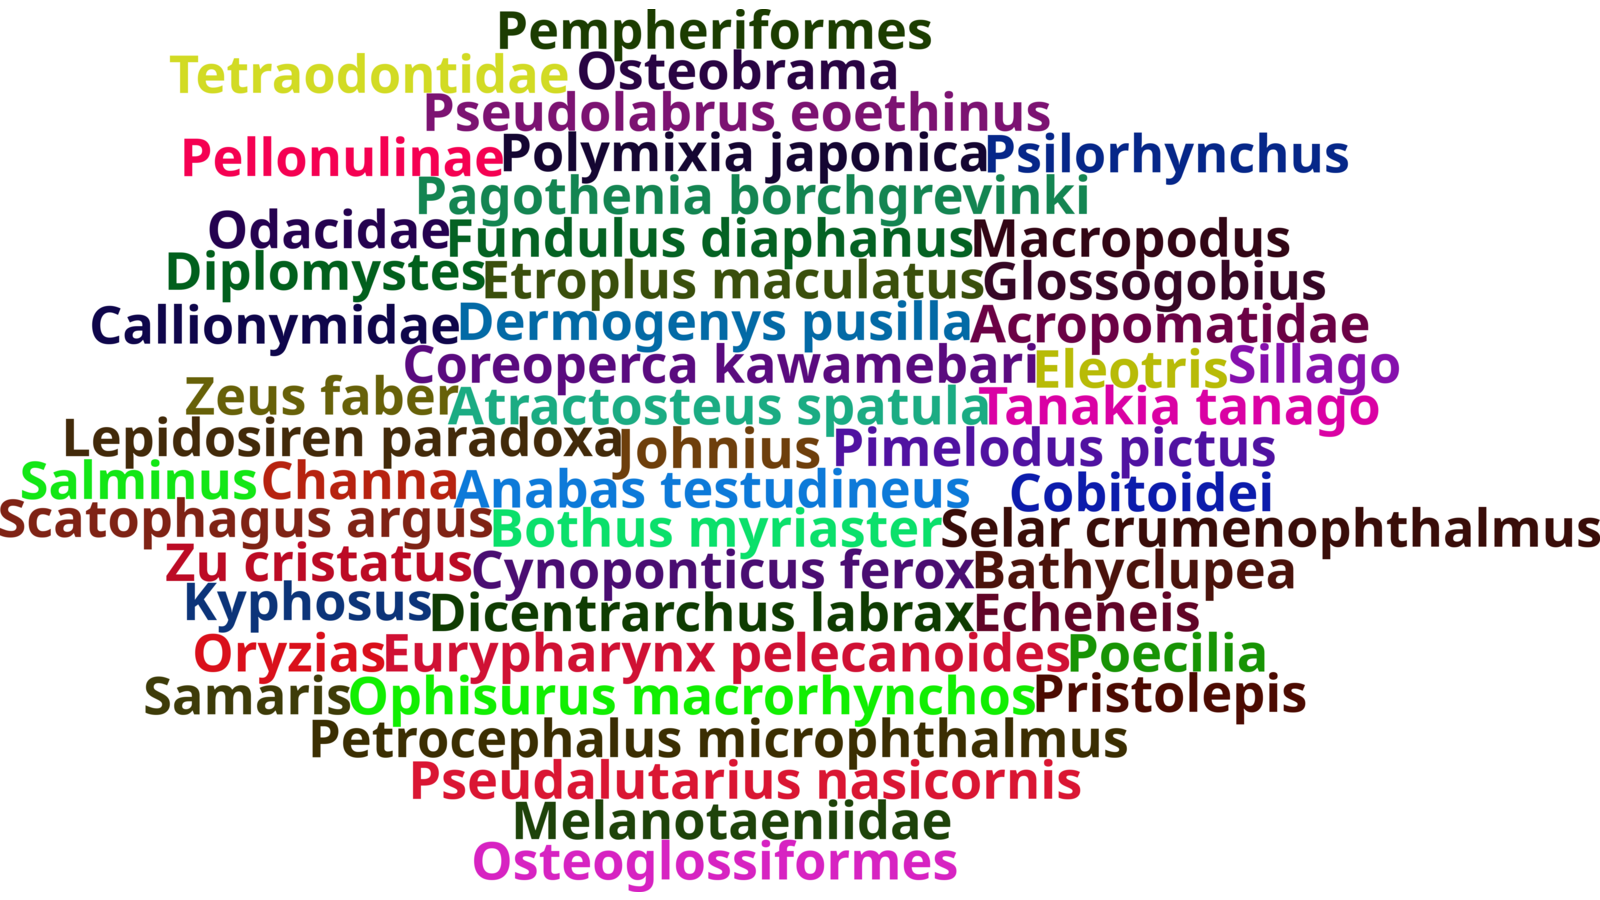 Pempheriformes
Tetraodontidae Osteobrama
Pseudolabrus eoethinus
Pellonulinae Polymixia japonica Psilorhynchus
Pagothenia borchgrevinki
Odacidae Fundulus diaphanus Macropodus
Diplomystes Etroplus maculatus Glossogobius
Callionymidae Dermogenys pusilla Acropomatidae
Coreoperca kawamebari Eleotris Sillago
Zeus faber Atractosteus spatula Tanakia tanago
Lepidosiren paradoxa Johnius Pimelodus pictus
Salminus Channa Anabas testudineus Cobitoidei
Scatophagus argus Bothus myriaster Selar crumenophthalmus
Zu cristatus Cynoponticus ferox Bathyclupea
Kyphosus Dicentrarchus labrax Echeneis
Oryzias Eurypharynx pelecanoides Poecilia
Samaris Ophisurus macrorhynchos Pristolepis
Petrocephalus microphthalmus
Pseudalutarius nasicornis
Melanotaeniidae
Osteoglossiformes